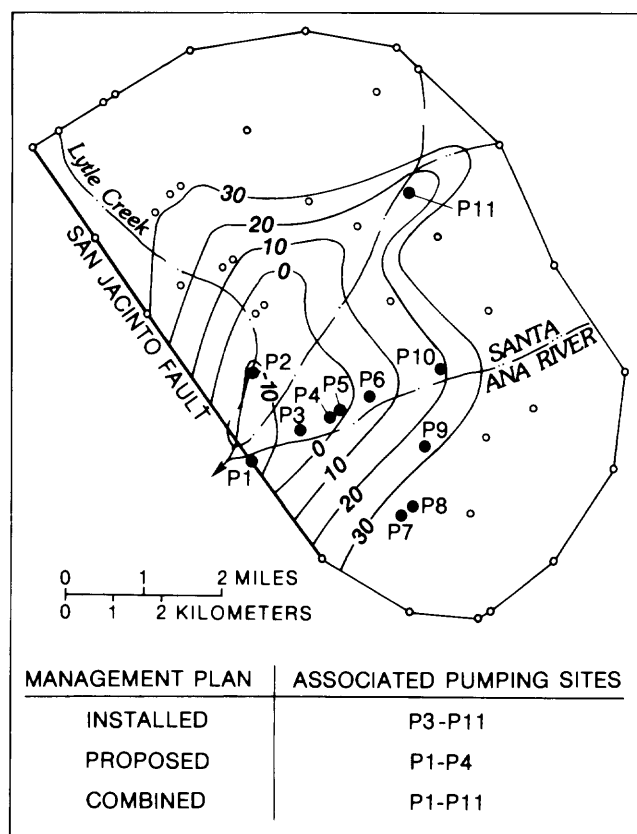 Lytle Creek
30
20
10
0
P11
SAN JACINTO FAULT
SANTA
ANA RIVER
P2
-10
P10
P6
P5
P4
P3
P9
P1
0
10
20
30
P8
P7
0 1 2 MILES
0 1 2 KILOMETERS
MANAGEMENT PLAN ASSOCIATED PUMPING SITES
INSTALLED P3-P11
PROPOSED P1-P4
COMBINED P1-P11